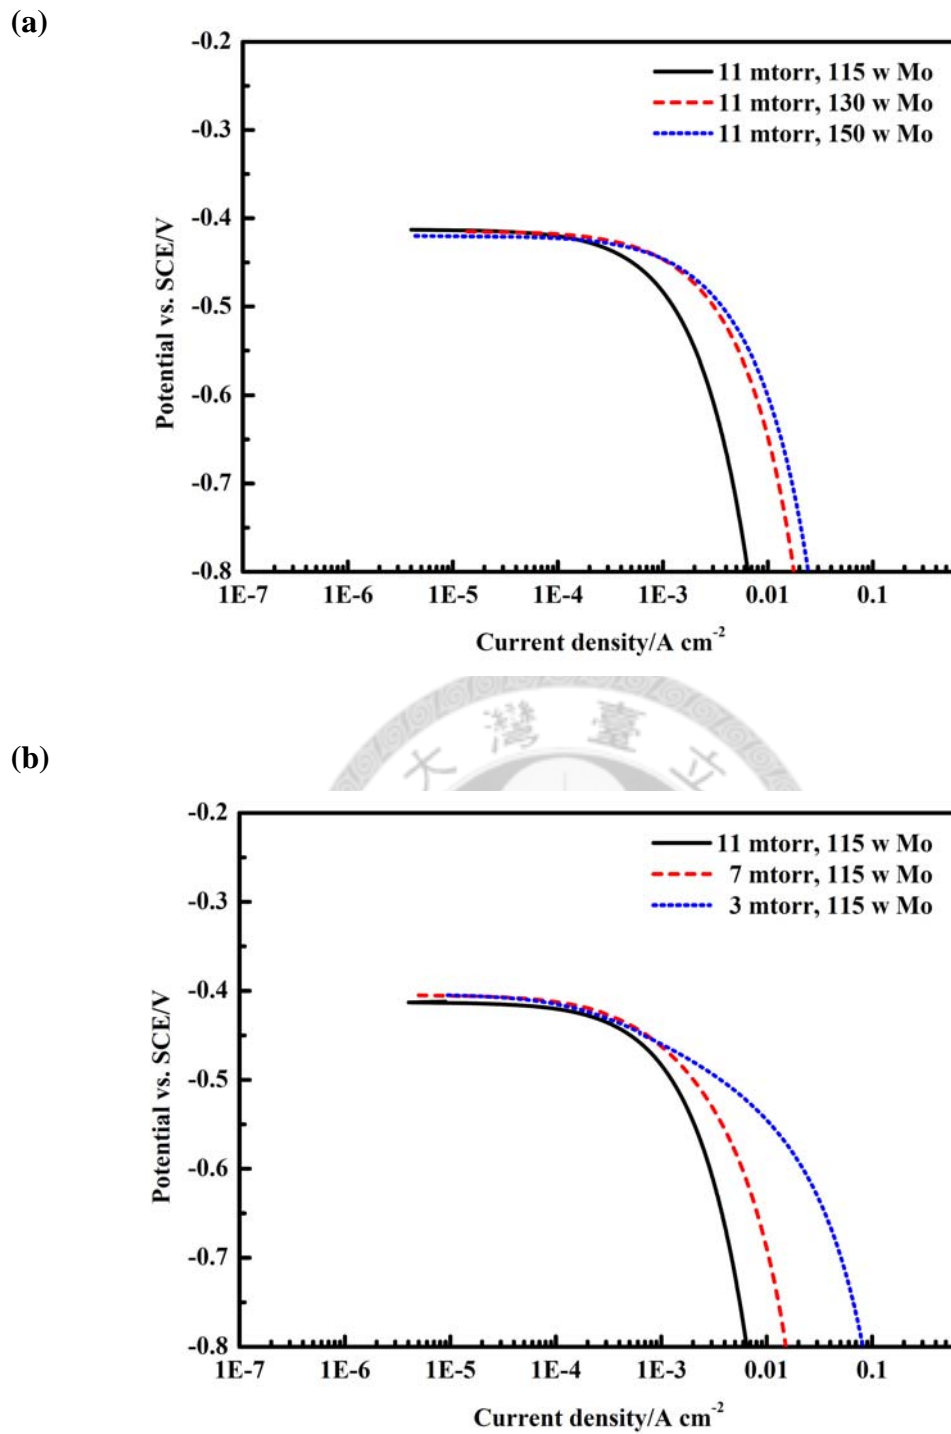 (a)
-0.2
-0.3
-0.4
-0.5
-0.6
-0.7
-0.8
Potential vs. SCE/V
11 mtorr, 115 w Mo
11 mtorr, 130 w Mo
11 mtorr, 150 w Mo
1E-7 1E-6 1E-5 1E-4 1E-3 0.01 0.1
Current density/A cm⁻²
大灣臺立
(b)
-0.2
-0.3
-0.4
-0.5
-0.6
-0.7
-0.8
Potential vs. SCE/V
11 mtorr, 115 w Mo
7 mtorr, 115 w Mo
3 mtorr, 115 w Mo
1E-7 1E-6 1E-5 1E-4 1E-3 0.01 0.1
Current density/A cm⁻²